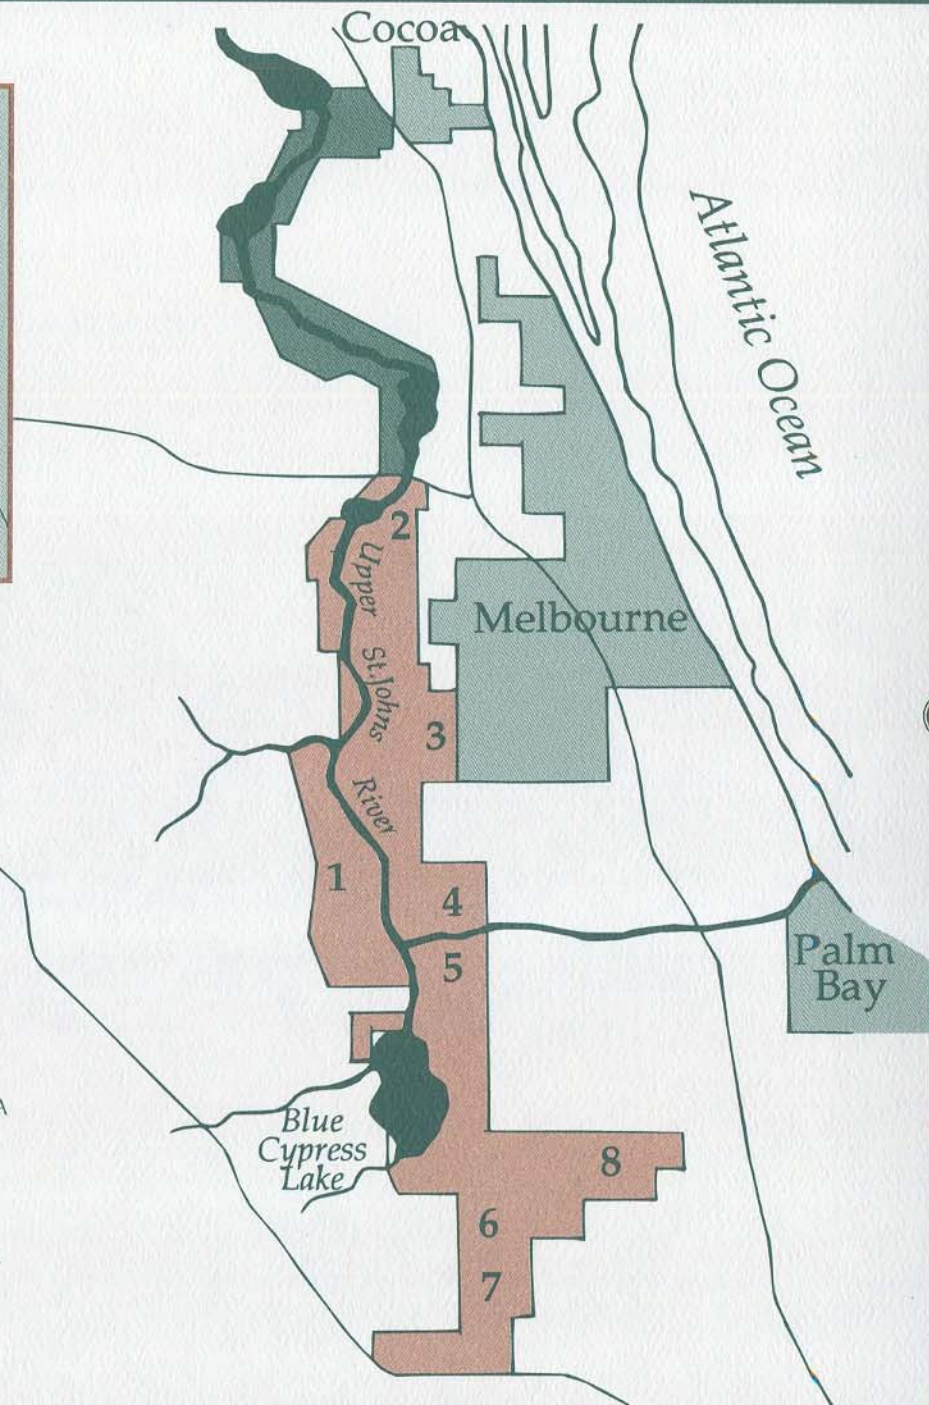 Cocoa
Atlantic Ocean
2
Upper
St. Johns
River
Melbourne
3
1
4
5
Palm
Bay
Blue
Cypress
Lake
8
6
7